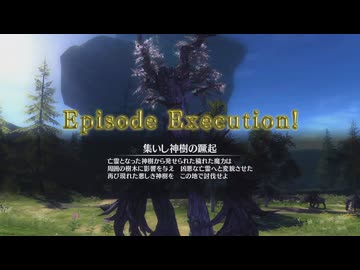 Episode Execution!
集いし神樹の蹶起
亡霊となった神樹から発せられた穢れた魔力は
周囲の樹木に影響を与え　凶悪な亡霊へと変貌させた
再び現れた悪しき神樹を　この地で討伐せよ